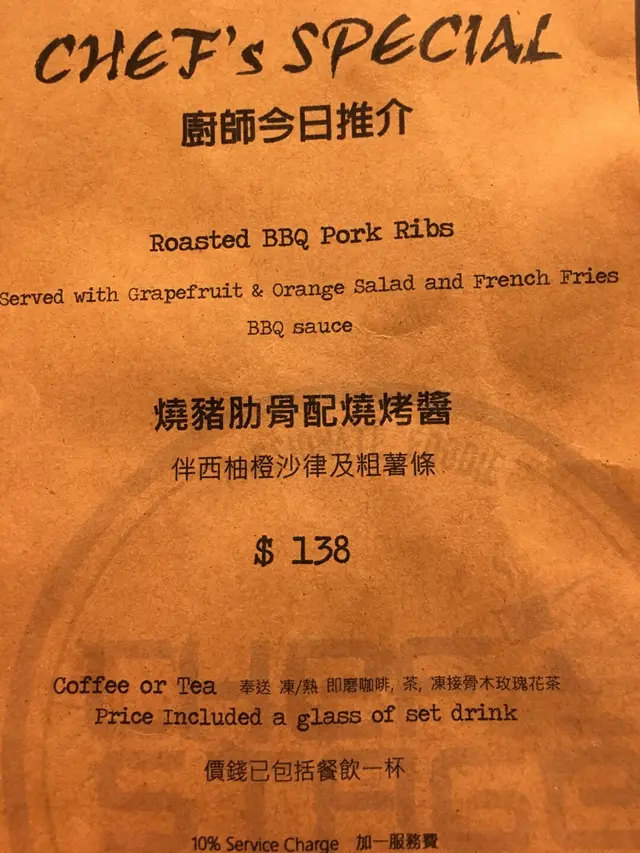 CHEF's SPECIAL
廚師今日推介
Roasted BBQ Pork Ribs
Served with Grapefruit & Orange Salad and French Fries
BBQ sauce
燒豬肋骨配燒烤醬
伴西柚橙沙律及粗薯條
$ 138
Coffee or Tea 奉送 凍/熱 即磨咖啡, 茶, 凍接骨木玫瑰花茶
Price Included a glass of set drink
價錢已包括餐飲一杯
10% Service Charge 加一服務費